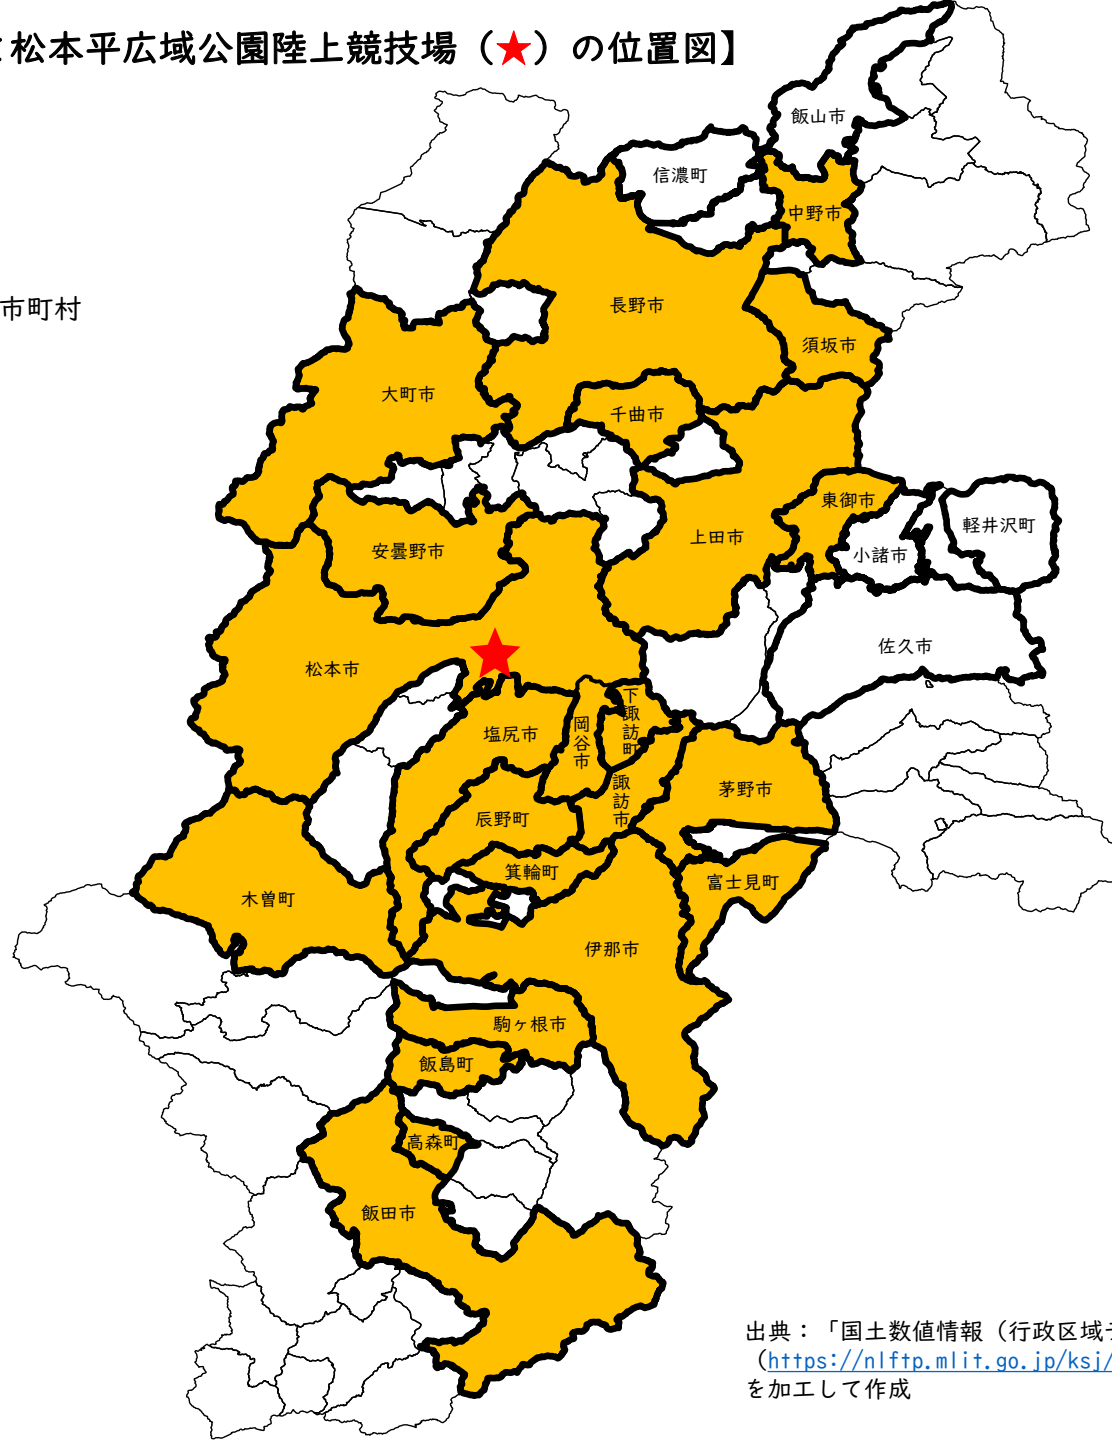 松本平広域公園陸上競技場（★）の位置図】
飯山市
信濃町
中野市
市町村
長野市
須坂市
大町市
千曲市
東御市
軽井沢町
安曇野市
上田市
小諸市
佐久市
松本市
下諏訪町
塩尻市
岡谷市
諏訪市
茅野市
辰野町
箕輪町
富士見町
木曽町
伊那市
駒ヶ根市
飯島町
高森町
飯田市
出典：「国土数値情報（行政区域
（https://nlftp.mlit.go.jp/ksj/
を加工して作成